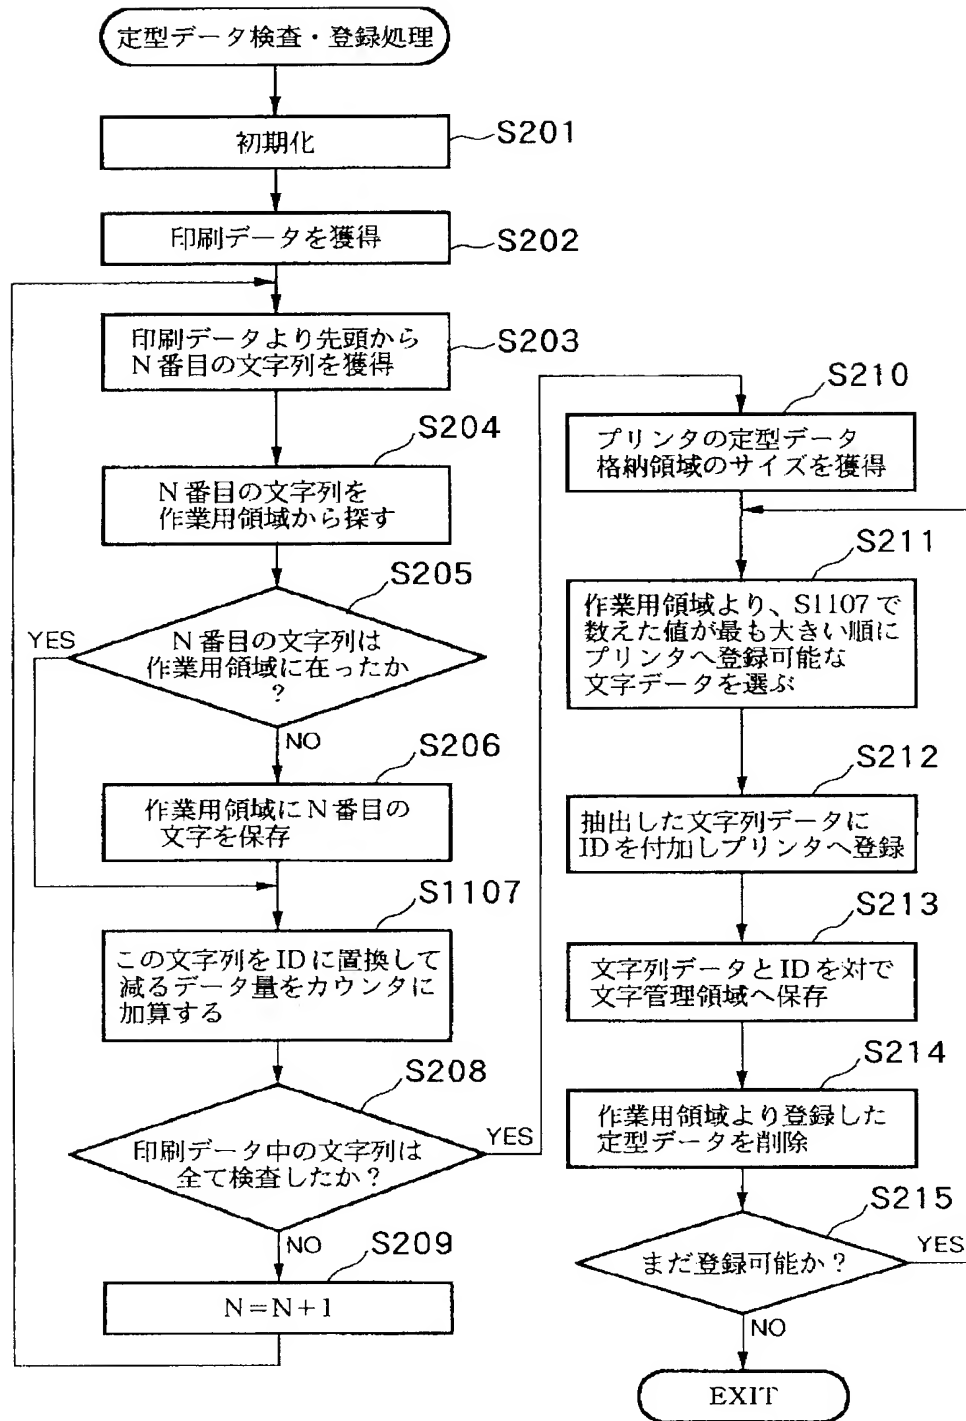 定型データ検査・登録処理
初期化
S201
印刷データを獲得
S202
印刷データより先頭から
N番目の文字列を獲得
S203
S204
N番目の文字列を
作業用領域から探す
S205
YES
N番目の文字列は
作業用領域に在ったか
?
NO
S206
作業用領域にN番目の
文字を保存
S1107
この文字列をIDに置換して
減るデータ量をカウンタに
加算する
S208
印刷データ中の文字列は
全て検査したか?
YES
NO
S209
N=N+1
S210
プリンタの定型データ
格納領域のサイズを獲得
S211
作業用領域より、S1107で
数えた値が最も大きい順に
プリンタへ登録可能な
文字データを選ぶ
S212
抽出した文字列データに
IDを付加しプリンタへ登録
S213
文字列データとIDを対で
文字管理領域へ保存
S214
作業用領域より登録した
定型データを削除
S215
まだ登録可能か?
YES
NO
EXIT